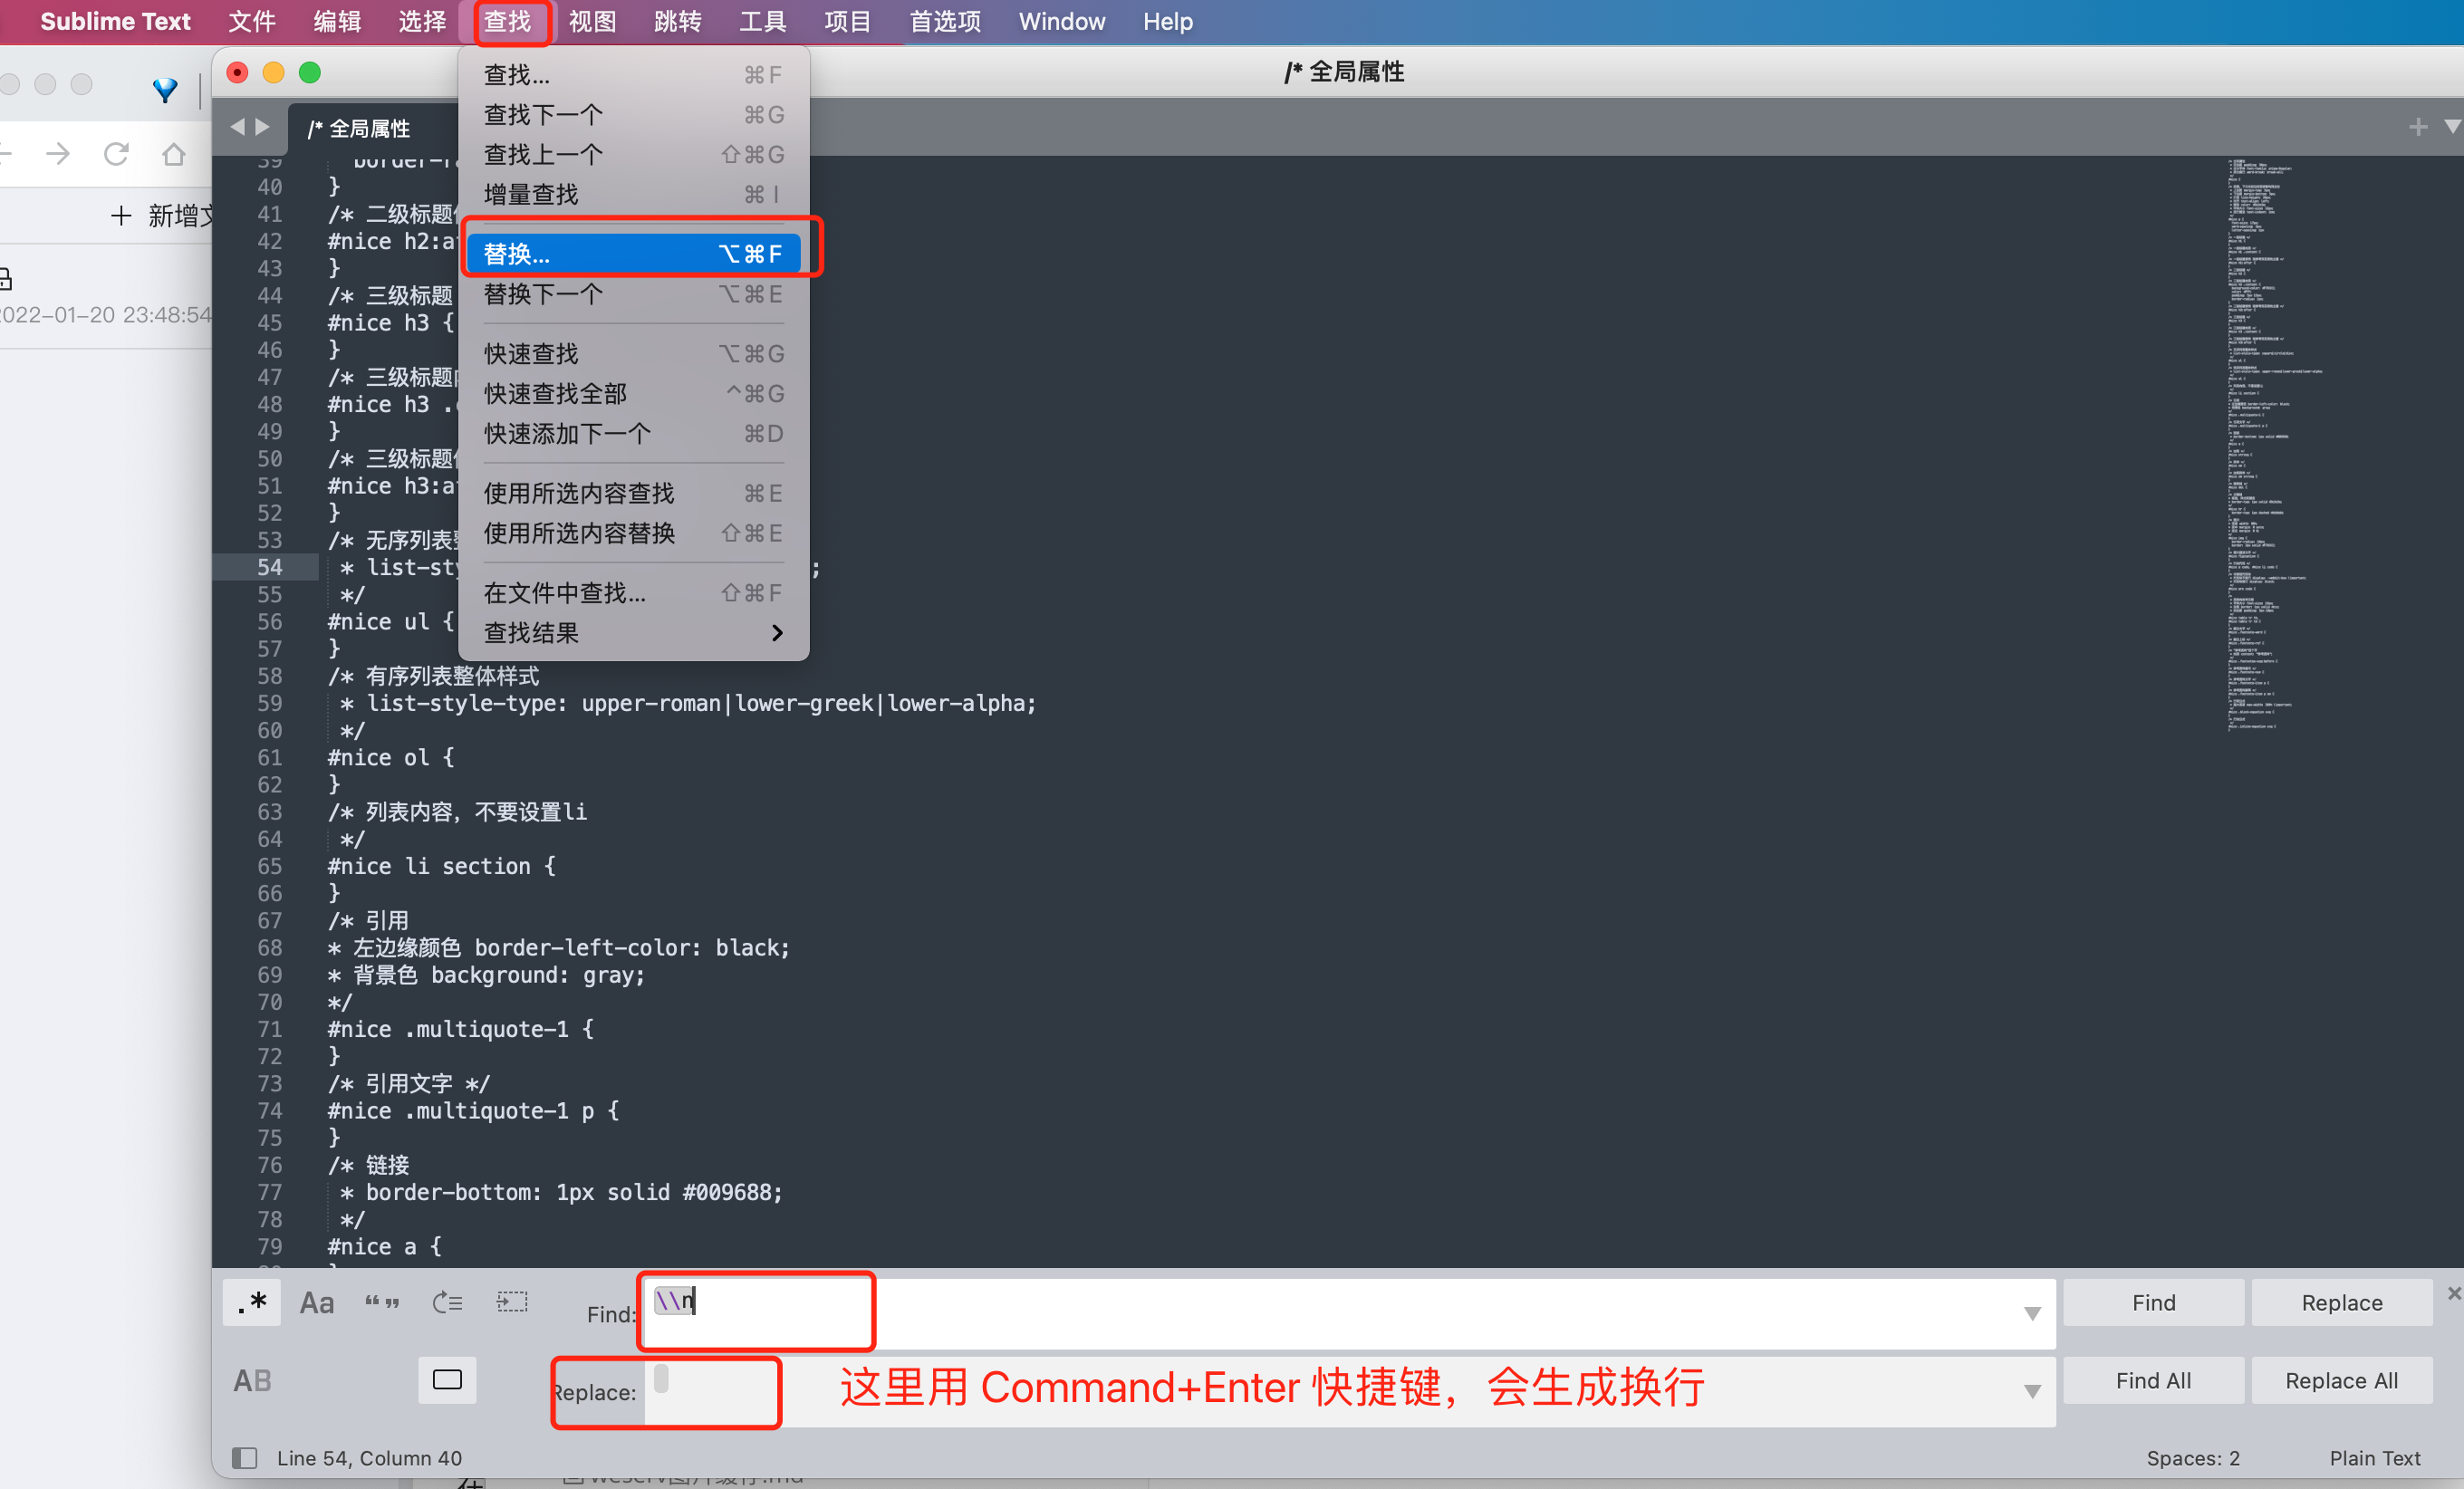 Sublime Text 文件 编辑 选择 查找 视图 跳转 工具 项目 首选项 Window Help
/* 全局属性
/* 全局属性
查找... ⌘F
查找下一个 ⌘G
查找上一个 ⇧⌘G
增量查找 ⌘I
替换... ⌥⌘F
替换下一个 ⌥⌘E
快速查找 ⌥⌘G
快速查找全部 ^⌘G
快速添加下一个 ⌘D
使用所选内容查找 ⌘E
使用所选内容替换 ⇧⌘E
在文件中查找... ⇧⌘F
查找结果
+ 新增文
2022-01-20 23:48:54
39 border-r
40 }
41 /* 二级标题
42 #nice h2:a
43 }
44 /* 三级标题
45 #nice h3 {
46 }
47 /* 三级标题
48 #nice h3 .
49 }
50 /* 三级标题
51 #nice h3:a
52 }
53 /* 无序列表
54 * list-sty ;
55 */
56 #nice ul {
57 }
58 /* 有序列表整体样式
59 * list-style-type: upper-roman|lower-greek|lower-alpha;
60 */
61 #nice ol {
62 }
63 /* 列表内容，不要设置li
64 */
65 #nice li section {
66 }
67 /* 引用
68 * 左边缘颜色 border-left-color: black;
69 * 背景色 background: gray;
70 */
71 #nice .multiquote-1 {
72 }
73 /* 引用文字 */
74 #nice .multiquote-1 p {
75 }
76 /* 链接
77 * border-bottom: 1px solid #009688;
78 */
79 #nice a {
.* Aa “ ” Find: \\n Find Replace
AB Replace: 这里用 Command+Enter 快捷键，会生成换行 Find All Replace All
Line 54, Column 40 Spaces: 2 Plain Text